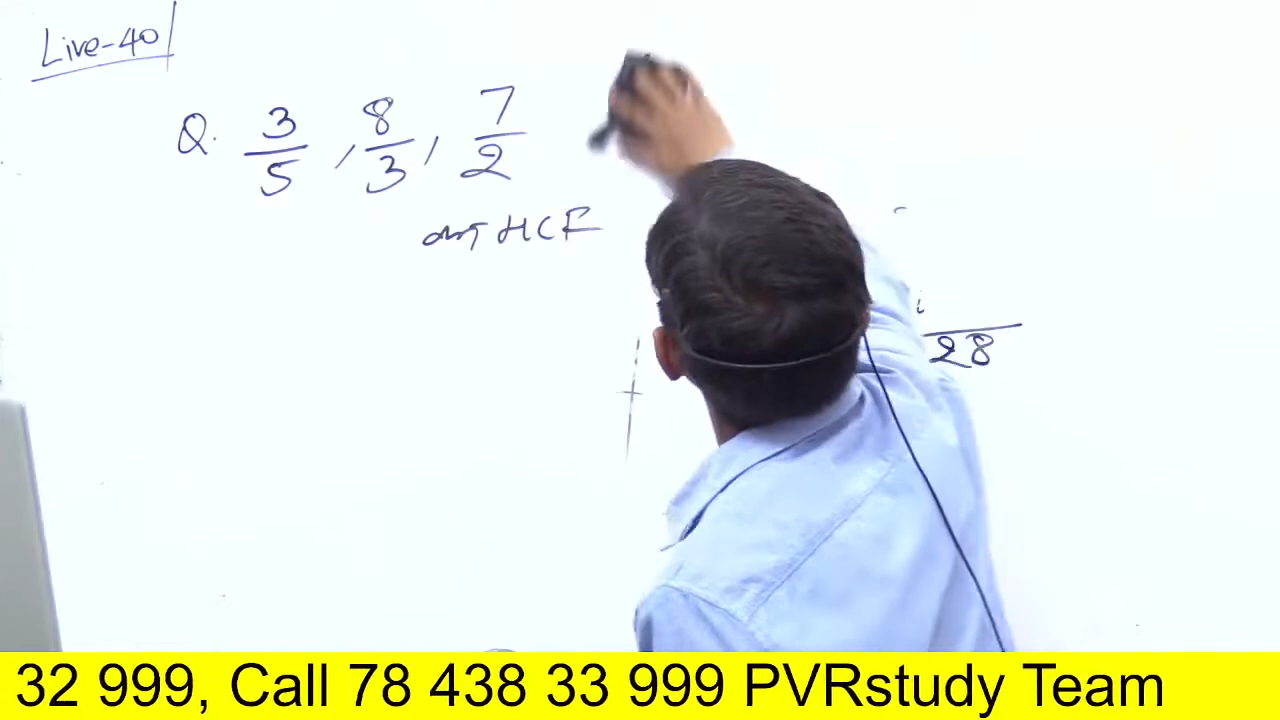 Live-40
Q. 3/5, 8/3, 7/2
HCF
28
32 999, Call 78 438 33 999 PVRstudy Team